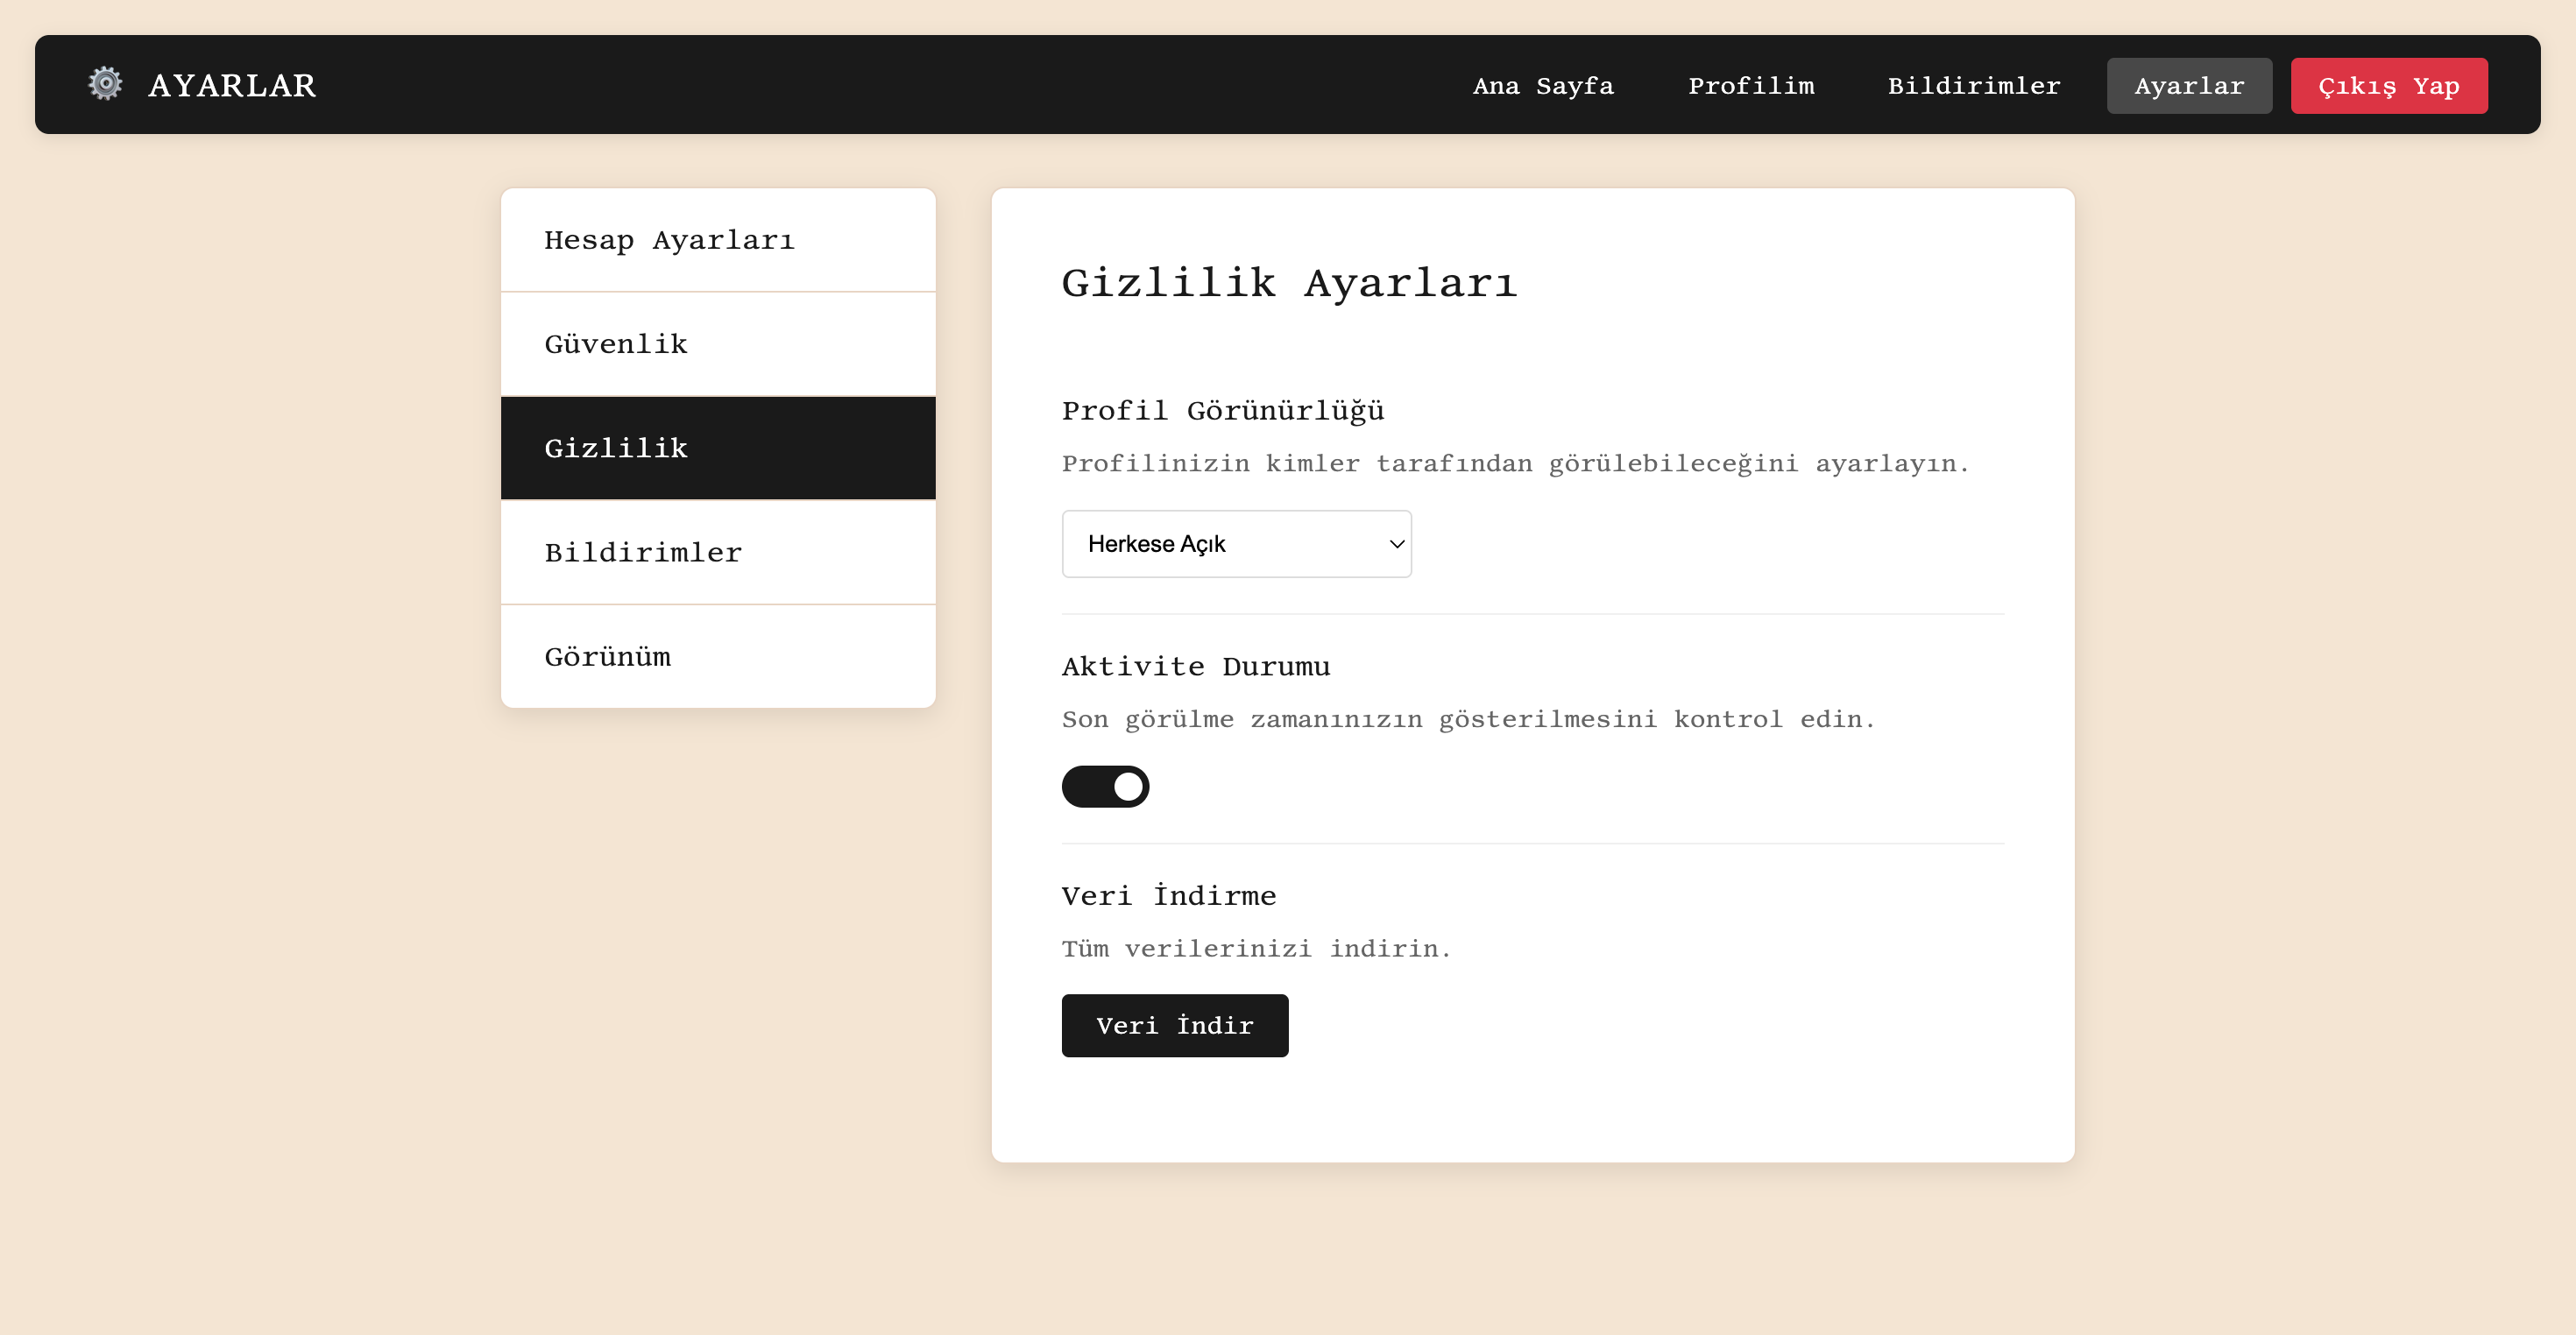 AYARLAR
Ana Sayfa
Profilim
Bildirimler
Ayarlar
Çıkış Yap
Hesap Ayarları
Güvenlik
Gizlilik
Bildirimler
Görünüm
Gizlilik Ayarları
Profil Görünürlüğü
Profilinizin kimler tarafından görülebileceğini ayarlayın.
Herkese Açık
Aktivite Durumu
Son görülme zamanınızın gösterilmesini kontrol edin.
Veri İndirme
Tüm verilerinizi indirin.
Veri İndir